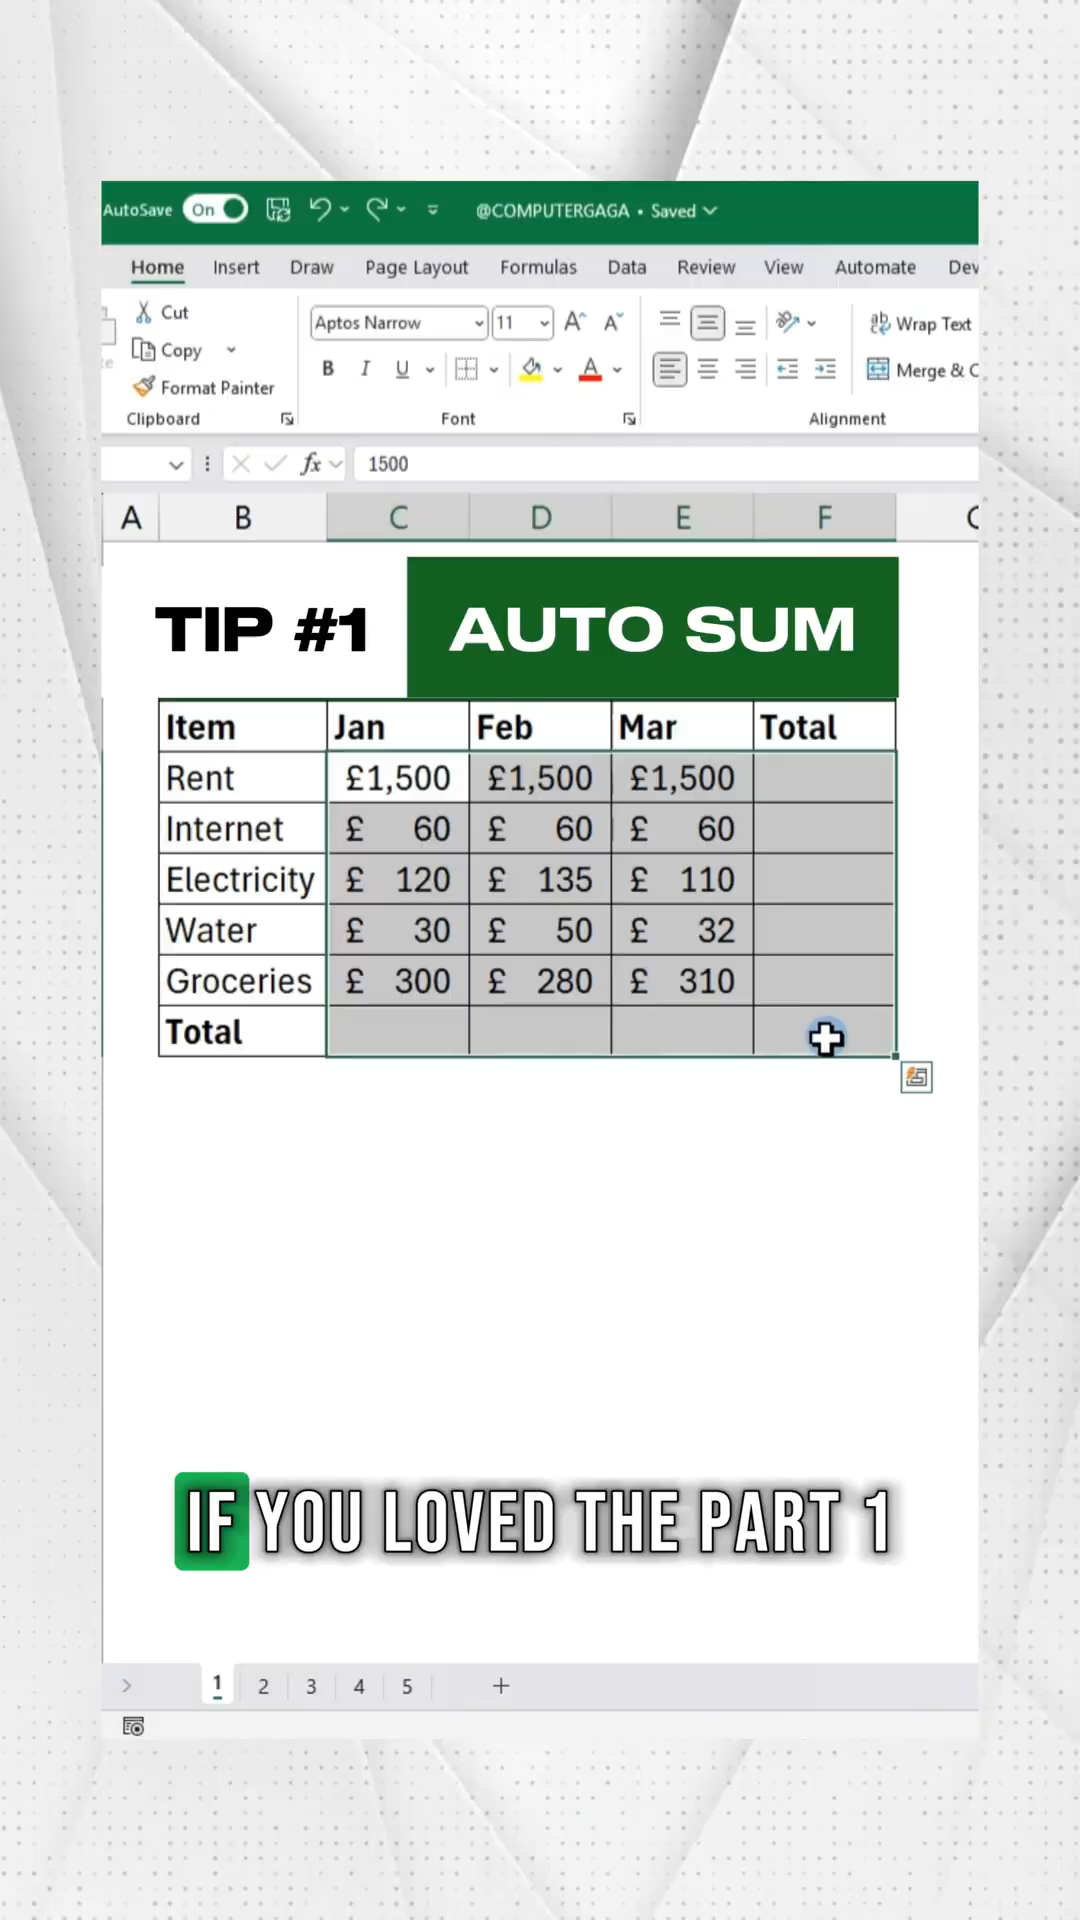 AutoSave On @COMPUTERGAGA • Saved
Home Insert Draw Page Layout Formulas Data Review View Automate Dev
Cut
Copy
Format Painter
Clipboard
Aptos Narrow 11
B I U A
Font
Wrap Text
Merge & C
Alignment
fx 1500
A B C D E F
TIP #1 AUTO SUM
Item Jan Feb Mar Total
Rent £1,500 £1,500 £1,500
Internet £ 60 £ 60 £ 60
Electricity £ 120 £ 135 £ 110
Water £ 30 £ 50 £ 32
Groceries £ 300 £ 280 £ 310
Total
IF YOU LOVED THE PART 1
1 2 3 4 5 +